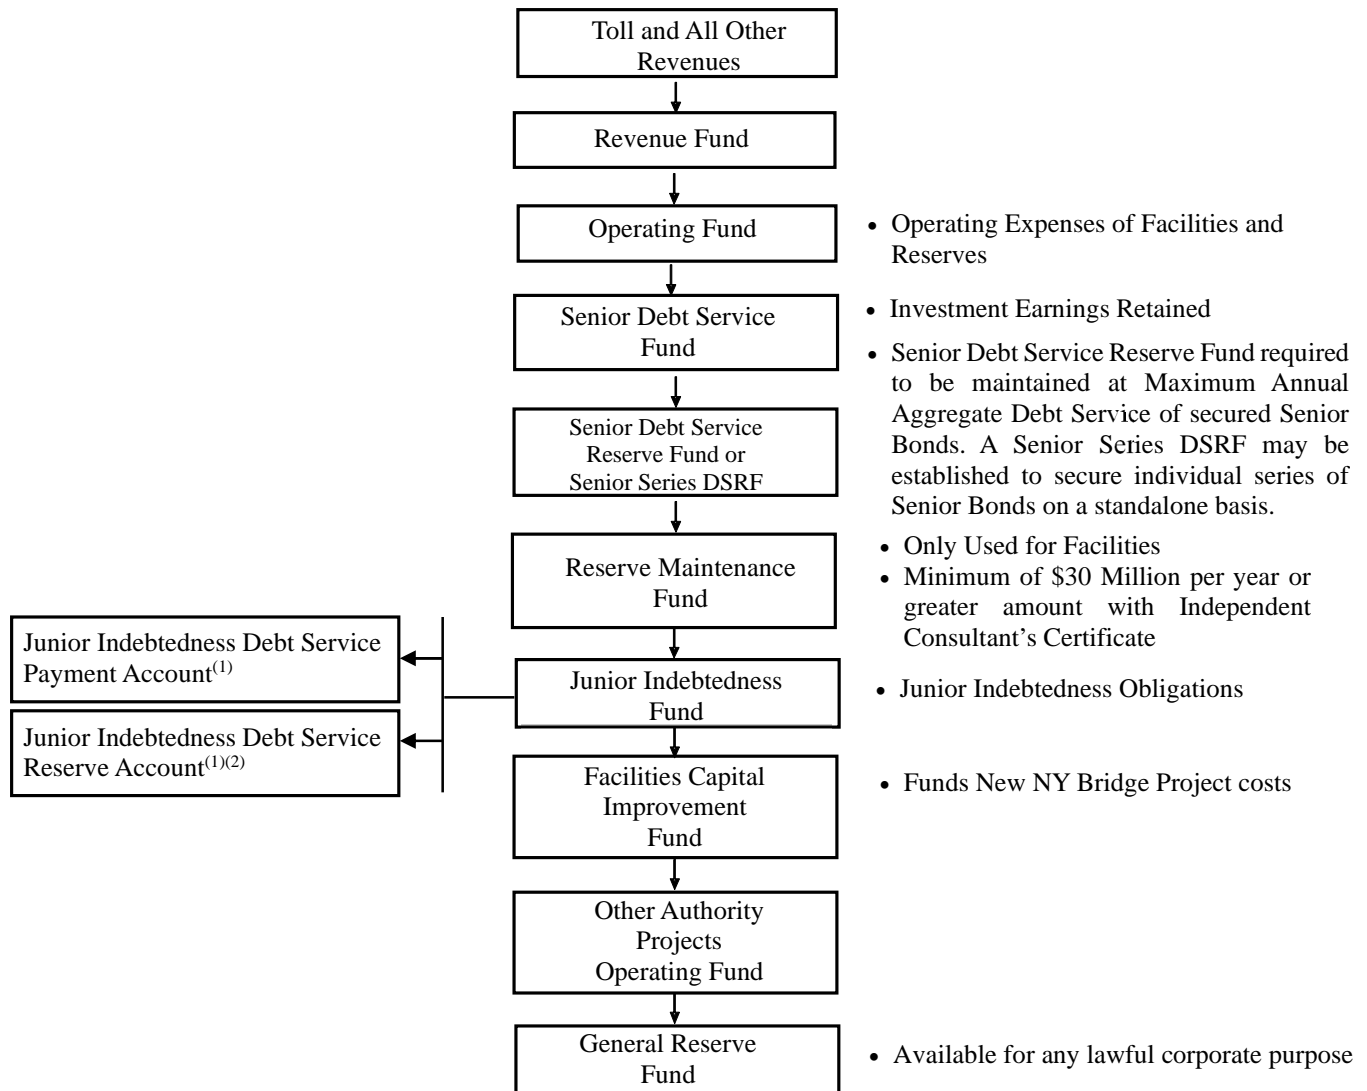 Toll and All Other
Revenues
Revenue Fund
Operating Fund
• Operating Expenses of Facilities and
Reserves
Senior Debt Service
Fund
• Investment Earnings Retained
• Senior Debt Service Reserve Fund required
to be maintained at Maximum Annual
Aggregate Debt Service of secured Senior
Bonds. A Senior Series DSRF may be
established to secure individual series of
Senior Bonds on a standalone basis.
Senior Debt Service
Reserve Fund or
Senior Series DSRF
Reserve Maintenance
Fund
• Only Used for Facilities
• Minimum of $30 Million per year or
greater amount with Independent
Consultant’s Certificate
Junior Indebtedness Debt Service
Payment Account(1)
Junior Indebtedness Debt Service
Reserve Account(1)(2)
Junior Indebtedness
Fund
• Junior Indebtedness Obligations
Facilities Capital
Improvement
Fund
• Funds New NY Bridge Project costs
Other Authority
Projects
Operating Fund
General Reserve
Fund
• Available for any lawful corporate purpose